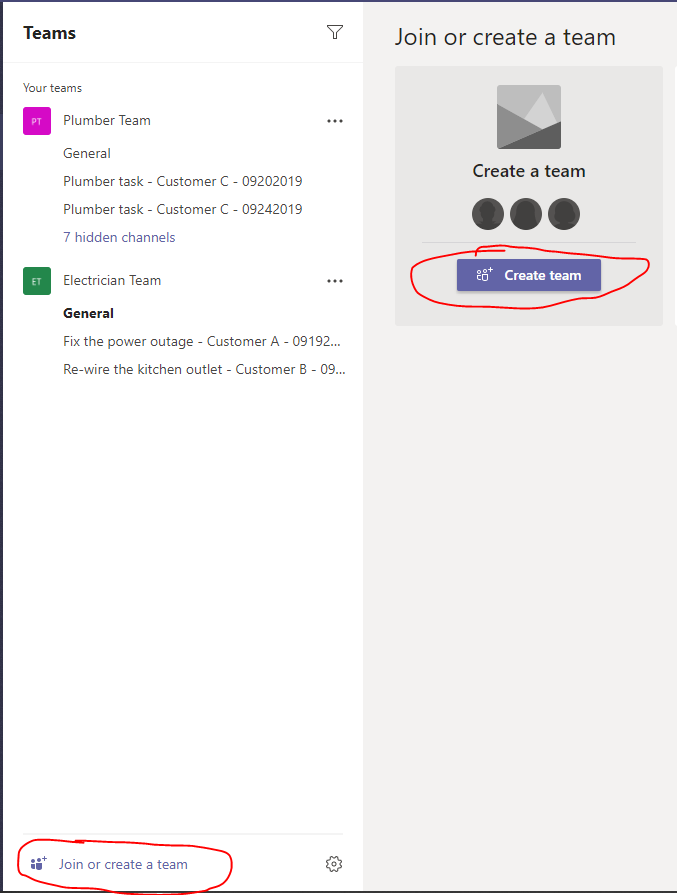 Teams
Your teams
PT
Plumber Team
General
Plumber task - Customer C - 09202019
Plumber task - Customer C - 09242019
7 hidden channels
ET
Electrician Team
General
Fix the power outage - Customer A - 09192...
Re-wire the kitchen outlet - Customer B - 09...
Join or create a team
Join or create a team
Create a team
Create team